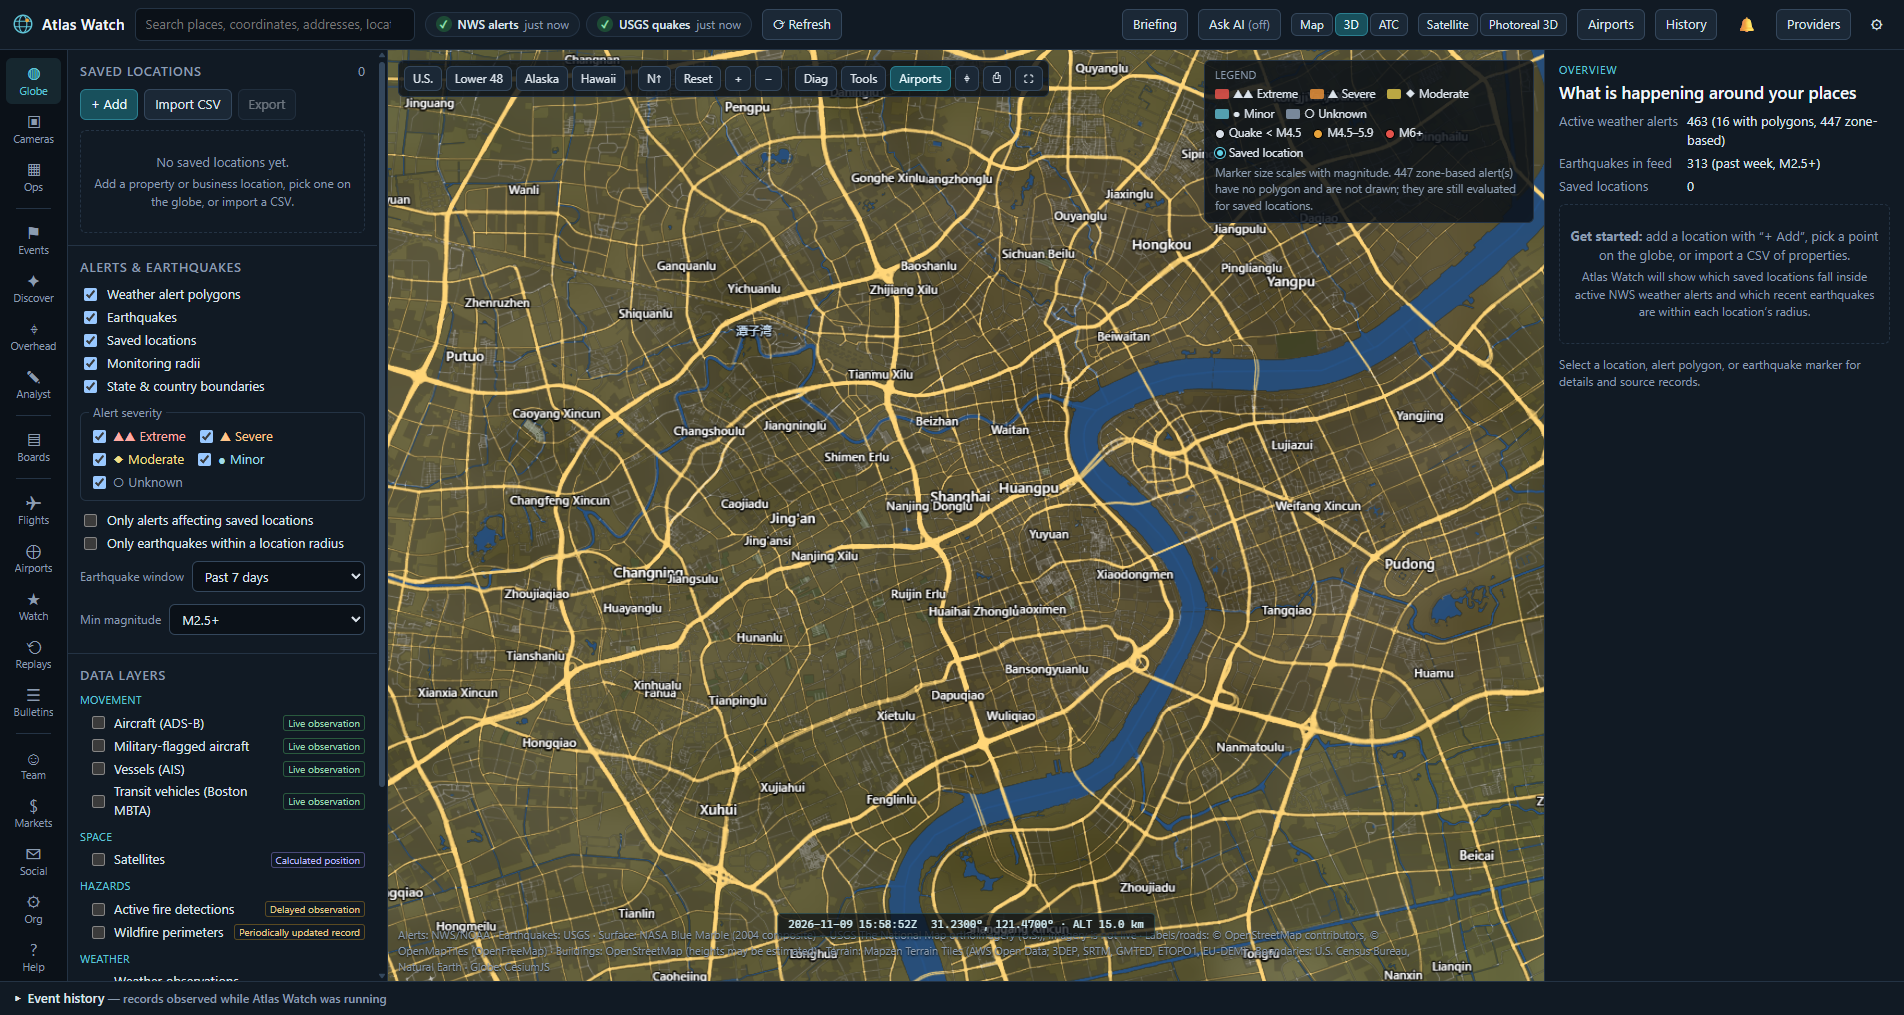 Atlas Watch
Search places, coordinates, addresses, locat
✓ NWS alerts just now
✓ USGS quakes just now
⟳ Refresh
Briefing
Ask AI (off)
Map
3D
ATC
Satellite
Photoreal 3D
Airports
History
Providers
Globe
Cameras
Ops
Events
Discover
Overhead
Analyst
Boards
Flights
Airports
Watch
Replays
Bulletins
Team
Markets
Social
Org
Help
SAVED LOCATIONS 0
+ Add
Import CSV
Export
No saved locations yet.
Add a property or business location, pick one on
the globe, or import a CSV.
ALERTS & EARTHQUAKES
Weather alert polygons
Earthquakes
Saved locations
Monitoring radii
State & country boundaries
Alert severity
▲▲ Extreme
▲ Severe
◆ Moderate
● Minor
○ Unknown
Only alerts affecting saved locations
Only earthquakes within a location radius
Earthquake window Past 7 days
Min magnitude M2.5+
DATA LAYERS
MOVEMENT
Aircraft (ADS-B) Live observation
Military-flagged aircraft Live observation
Vessels (AIS) Live observation
Transit vehicles (Boston
MBTA) Live observation
SPACE
Satellites Calculated position
HAZARDS
Active fire detections Delayed observation
Wildfire perimeters Periodically updated record
WEATHER
Weather observations
U.S.
Lower 48
Alaska
Hawaii
N↑
Reset
+
−
Diag
Tools
Airports
LEGEND
▲▲ Extreme ▲ Severe ◆ Moderate
● Minor ○ Unknown
Quake < M4.5 M4.5–5.9 M6+
Saved location
Marker size scales with magnitude. 447 zone-based alert(s)
have no polygon and are not drawn; they are still evaluated
for saved locations.
Quyanglu
Jinguang
Pengpu
Wanli
Gonghe Xinlu
Jiaxinglu
Ouyanglu
Jiangpulu
Hongkou
Sichuan Beilu
Ganquanlu
Baoshanlu
Pinglianglu
Yangpu
Yichuanlu
Zhijiang Xilu
Zhenruzhen
Shiquanlu
潭子湾
Beiwaitan
Putuo
Tianmu Xilu
Caoyang Xincun
Yangjing
Beizhan
Jiangninglu
Changshoulu
Waitan
Lujiazui
Shimen Erlu
Changfeng Xincun
Shanghai
Huangpu
Caojiadu
Nanjing Donglu
Weifang Xincun
Jing'an
Yuyuan
Jing'ansi
Nanjing Xilu
Pudong
Changning
Jiangsulu
Xiaodongmen
Zhoujiaqiao
Ruijin Erlu
Huayanglu
Huaihai Zhonglu
Laoximen
Tangqiao
Hunanlu
Tianshanlu
Bansongyuanlu
Huamu
Xianxia Xincun
Xinhualu
Tianpinglu
Dapuqiao
Xietulu
Wuliqiao
Hongqiao
Nanmatoulu
Xujiahui
Fenglinlu
Xuhui
Beicai
Zhoujiadu
Tianlin
Hongmeilu
Longhua
Tongfu
Lianqin
Nanxin
Caohejing
2026-11-09 15:58:52Z 31.2300°, 121.4700° · ALT 15.0 km
OVERVIEW
What is happening around your places
Active weather alerts 463 (16 with polygons, 447 zone-
based)
Earthquakes in feed 313 (past week, M2.5+)
Saved locations 0
Get started: add a location with “+ Add”, pick a point
on the globe, or import a CSV of properties.
Atlas Watch will show which saved locations fall inside
active NWS weather alerts and which recent earthquakes
are within each location’s radius.
Select a location, alert polygon, or earthquake marker for
details and source records.
▸ Event history — records observed while Atlas Watch was running